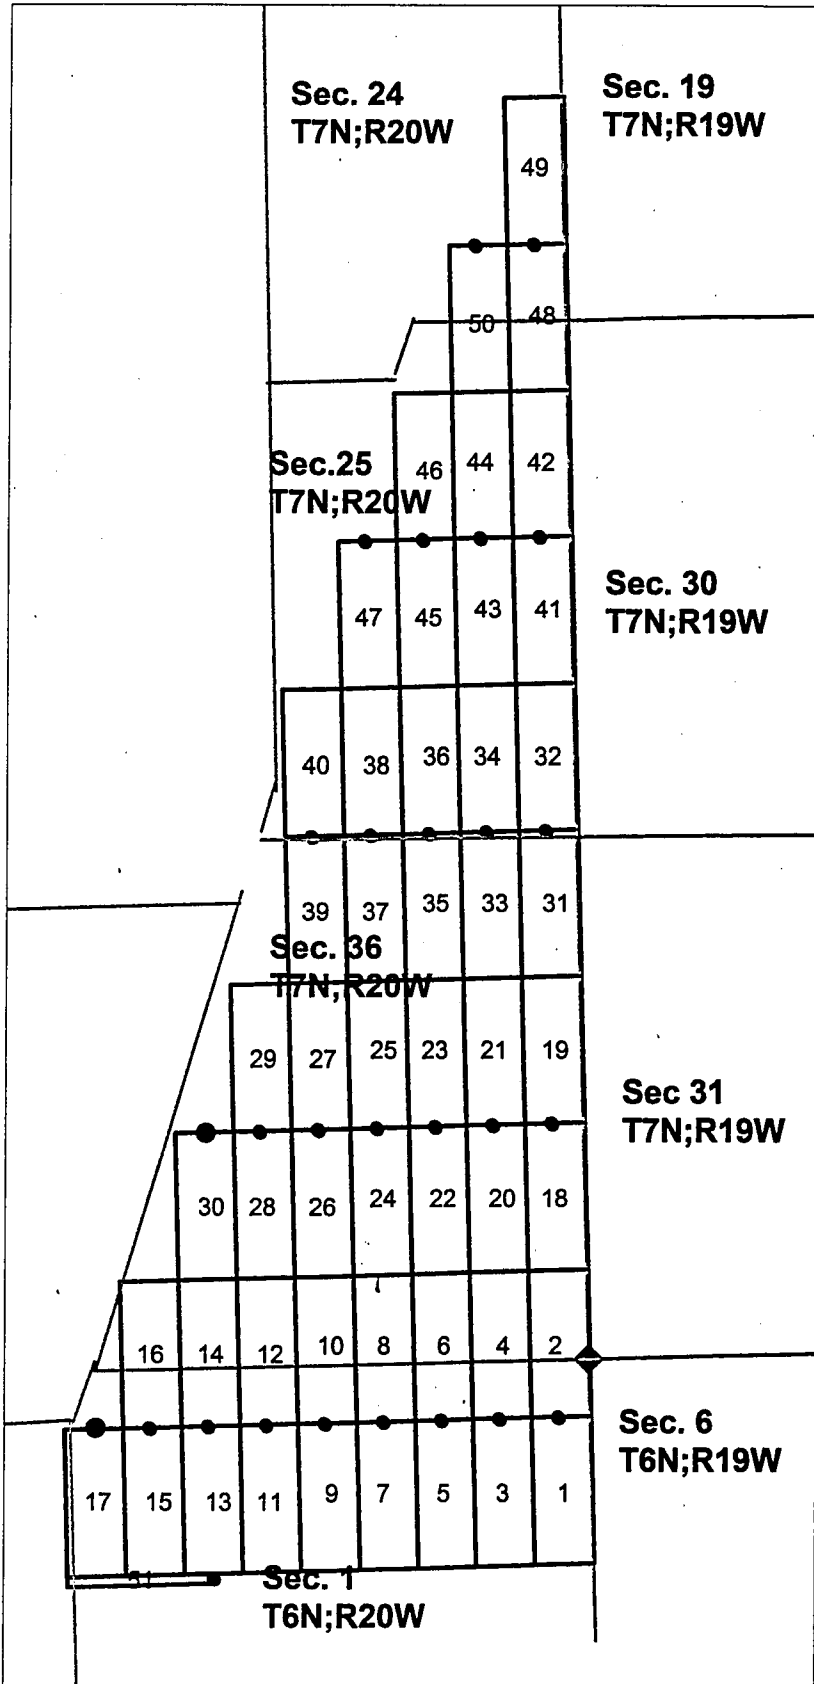 Sec. 24
T7N;R20W
Sec. 19
T7N;R19W
49
50 48
Sec.25
T7N;R20W
46 44 42
Sec. 30
T7N;R19W
47 45 43 41
40 38 36 34 32
39 37 35 33 31
Sec. 36
T7N;R20W
29 27 25 23 21 19
Sec 31
T7N;R19W
30 28 26 24 22 20 18
16 14 12 10 8 6 4 2
Sec. 6
T6N;R19W
17 15 13 11 9 7 5 3 1
51
Sec. 1
T6N;R20W